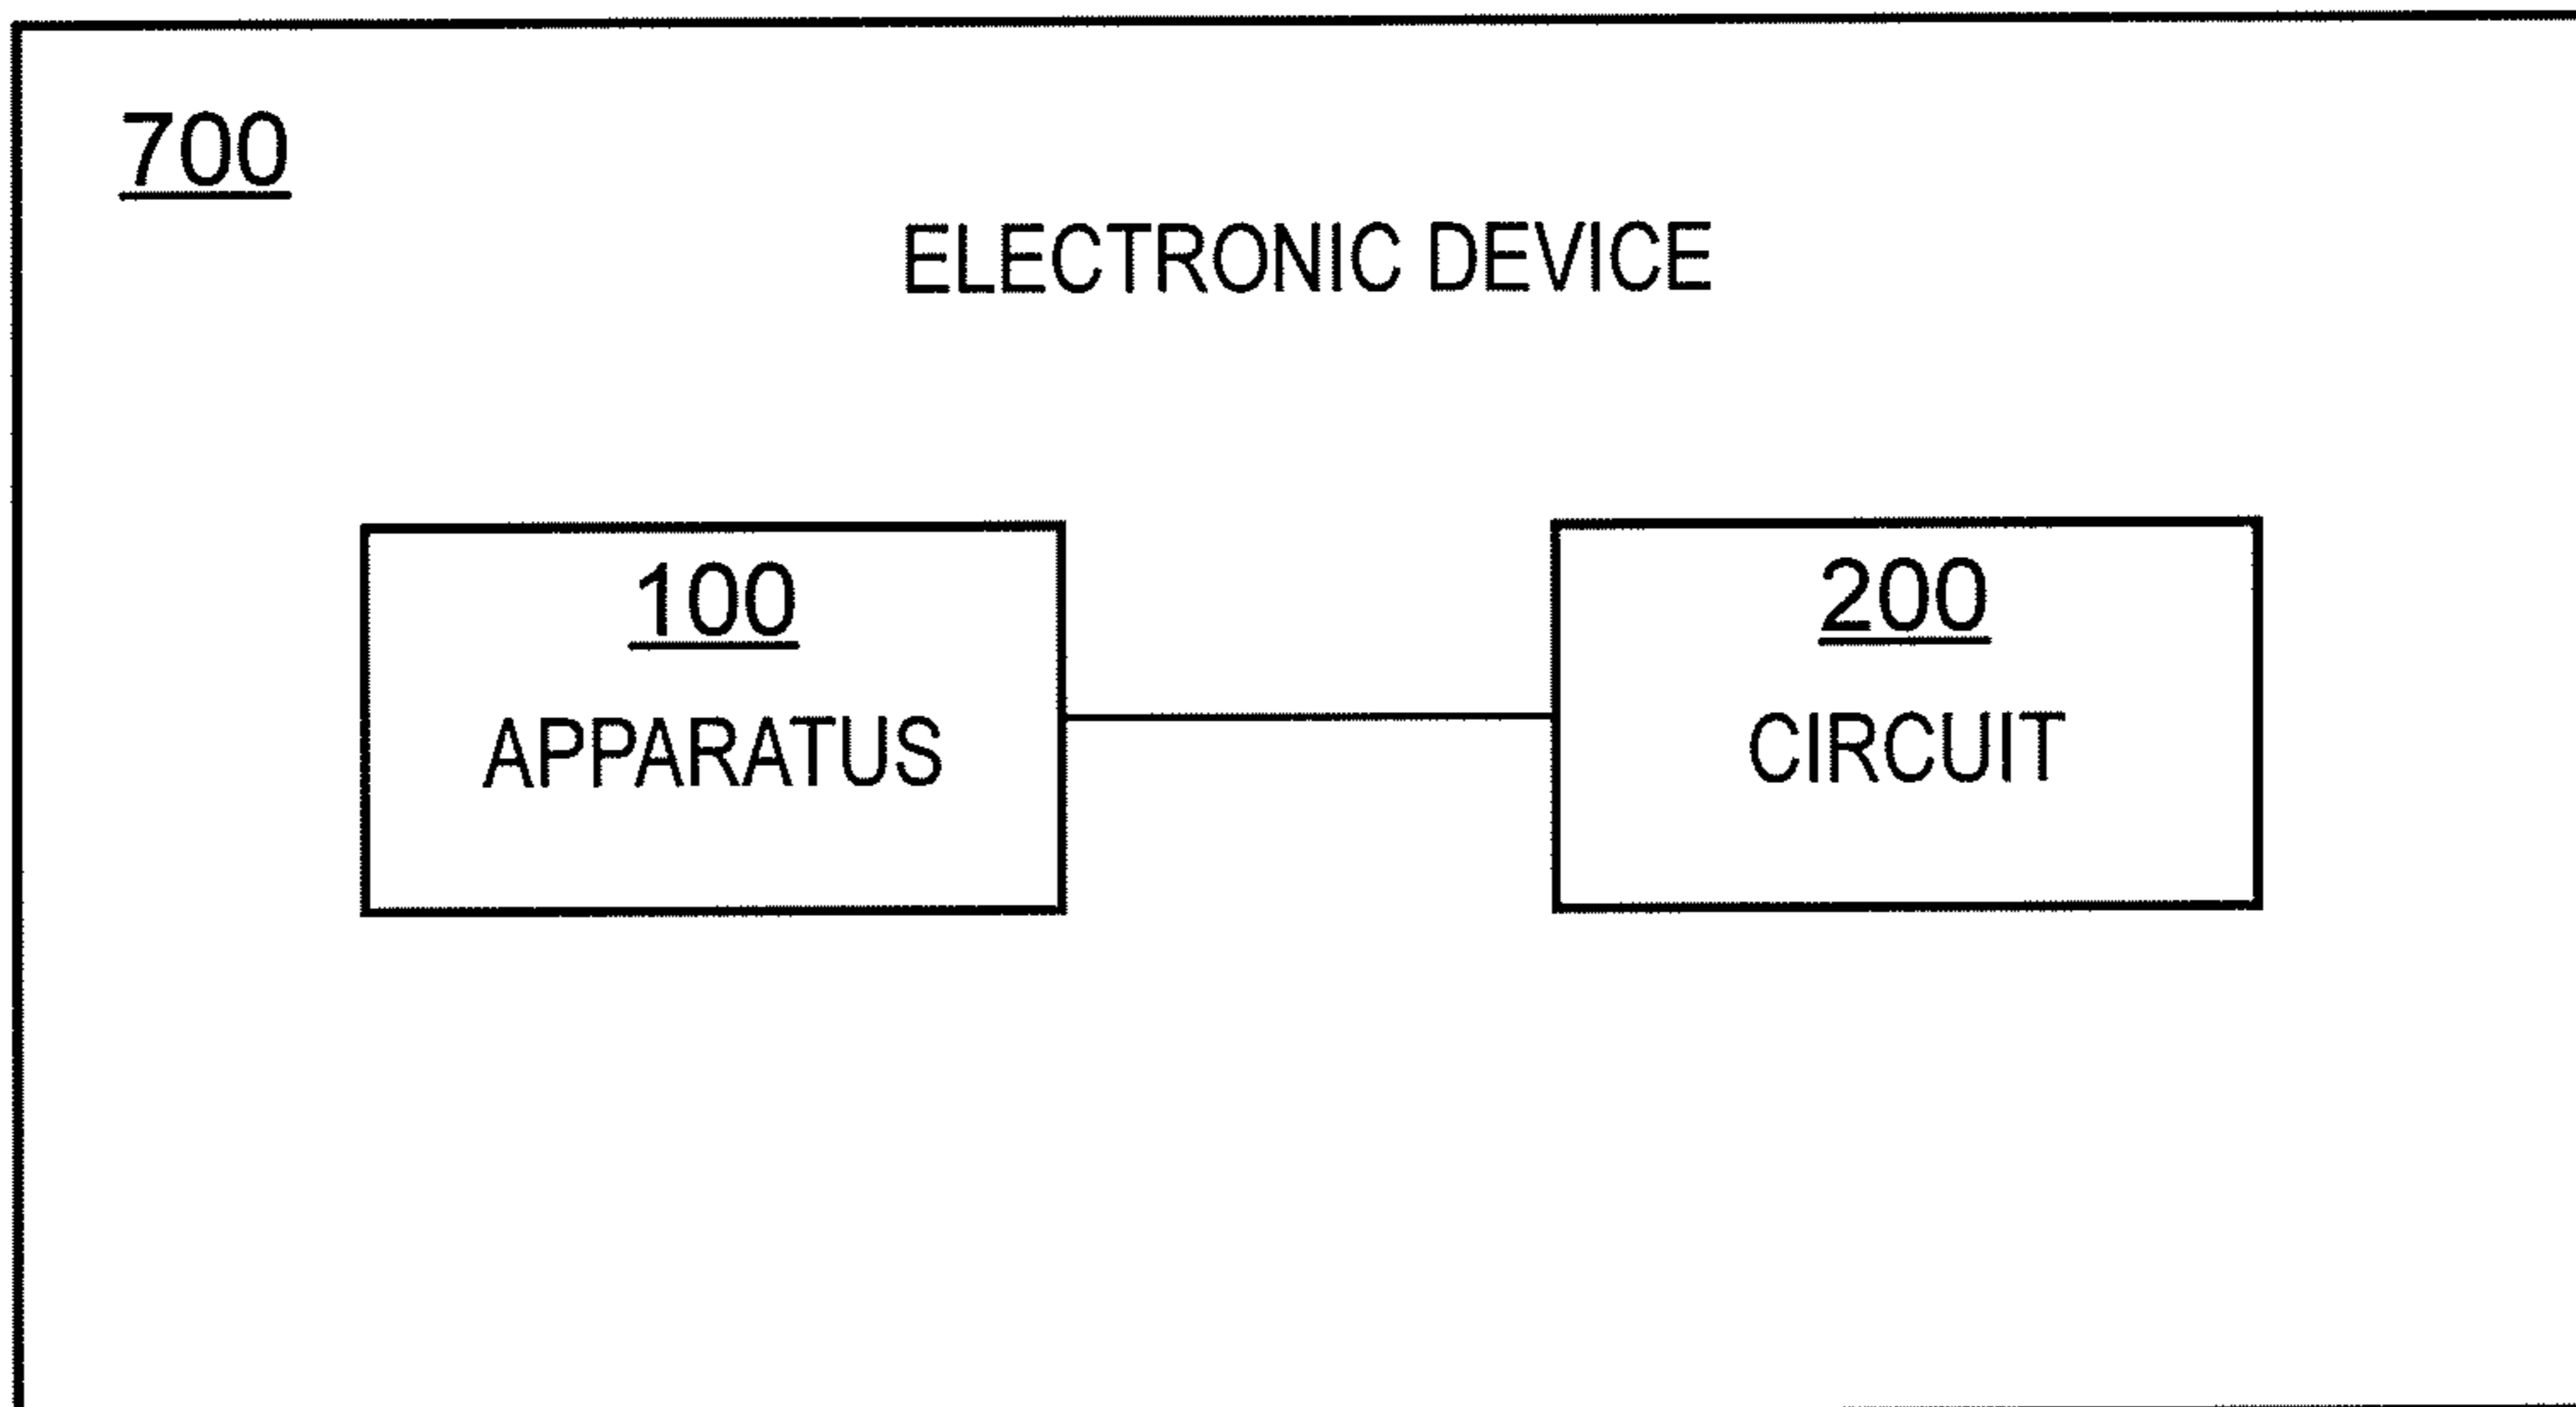 700
ELECTRONIC DEVICE
100
APPARATUS
200
CIRCUIT